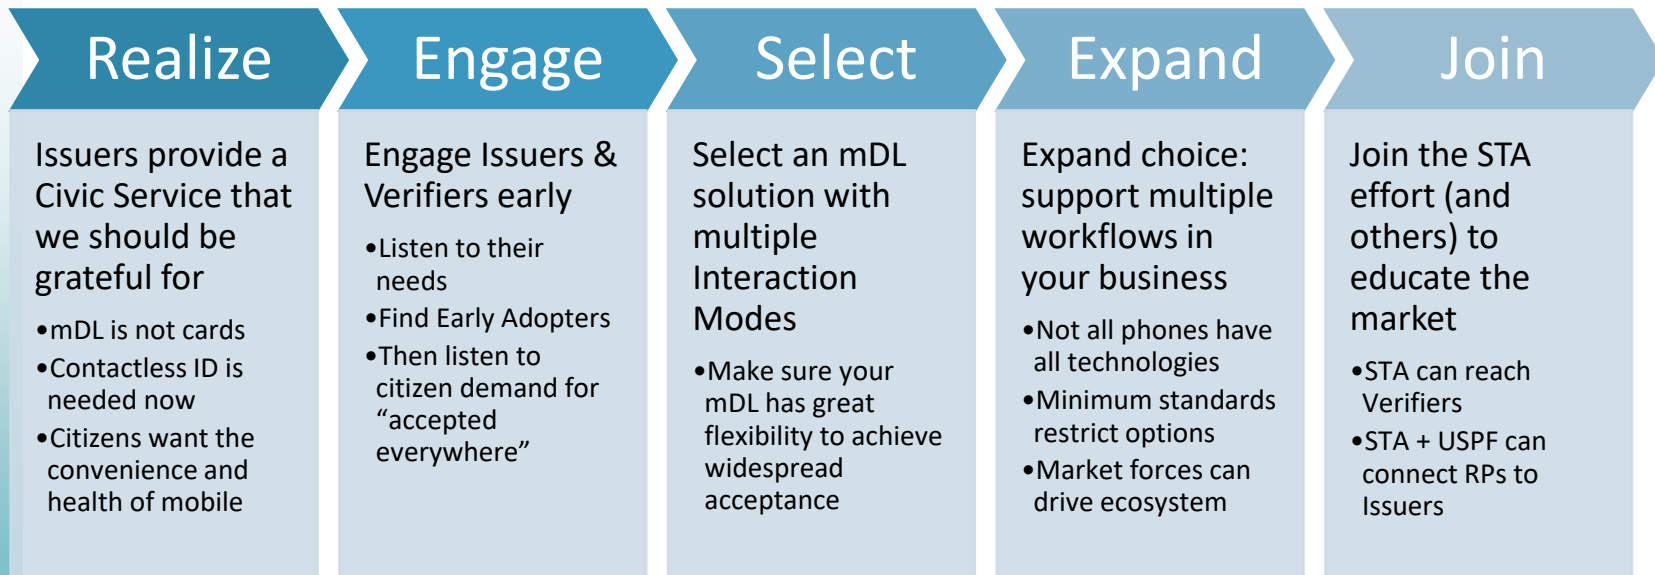 Realize
Issuers provide a
Civic Service that
we should be
grateful for
•mDL is not cards
•Contactless ID is
needed now
•Citizens want the
convenience and
health of mobile
Engage
Engage Issuers &
Verifiers early
•Listen to their
needs
•Find Early Adopters
•Then listen to
citizen demand for
“accepted
everywhere”
Select
Select an mDL
solution with
multiple
Interaction
Modes
•Make sure your
mDL has great
flexibility to achieve
widespread
acceptance
Expand
Expand choice:
support multiple
workflows in
your business
•Not all phones have
all technologies
•Minimum standards
restrict options
•Market forces can
drive ecosystem
Join
Join the STA
effort (and
others) to
educate the
market
•STA can reach
Verifiers
•STA + USPF can
connect RPs to
Issuers